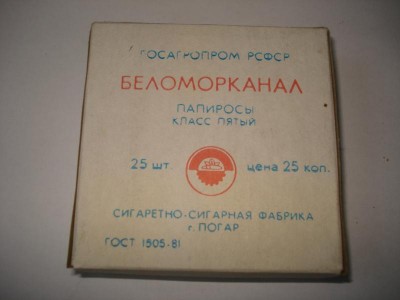 ГОСАГРОПРОМ РСФСР
БЕЛОМОРКАНАЛ
ПАПИРОСЫ
КЛАСС ПЯТЫЙ
25 шт. цена 25 коп.
СИГАРЕТНО-СИГАРНАЯ ФАБРИКА
г. ПОГАР
ГОСТ 1505-81